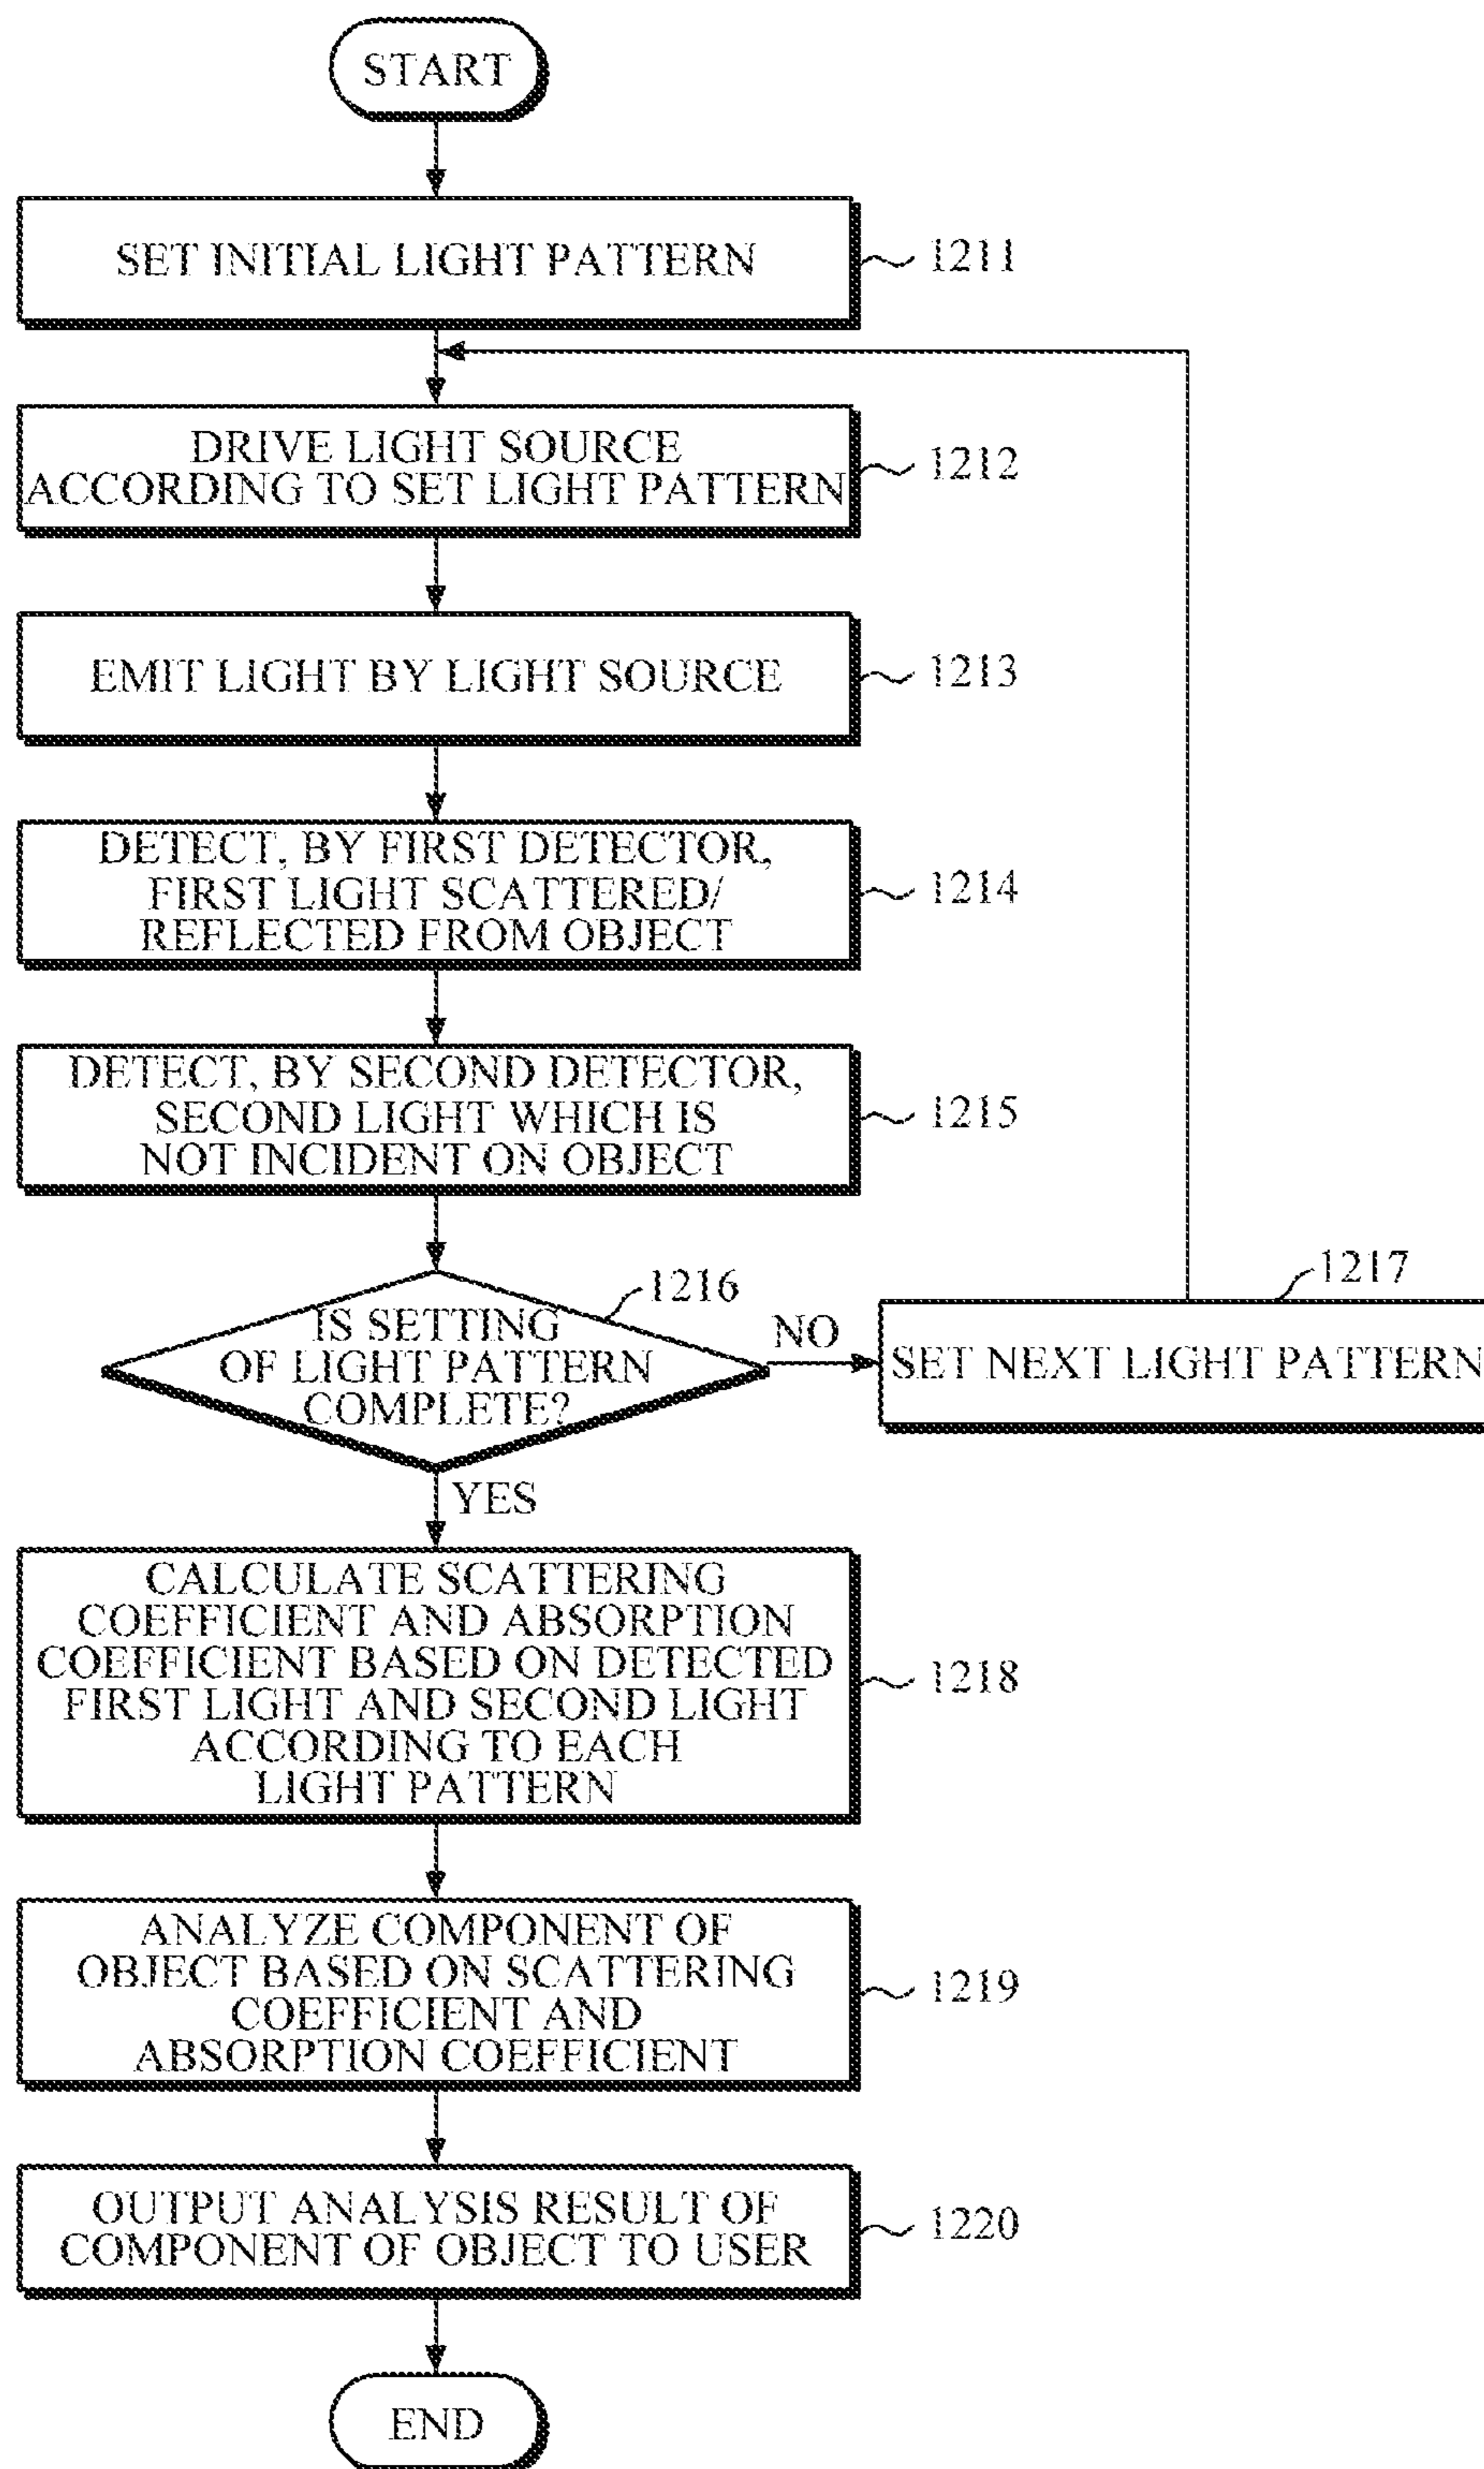 START
SET INITIAL LIGHT PATTERN
1211
DRIVE LIGHT SOURCE
ACCORDING TO SET LIGHT PATTERN
1212
EMIT LIGHT BY LIGHT SOURCE
1213
DETECT, BY FIRST DETECTOR,
FIRST LIGHT SCATTERED/
REFLECTED FROM OBJECT
1214
DETECT, BY SECOND DETECTOR,
SECOND LIGHT WHICH IS
NOT INCIDENT ON OBJECT
1215
1216
IS SETTING
OF LIGHT PATTERN
COMPLETE?
NO
1217
SET NEXT LIGHT PATTERN
YES
CALCULATE SCATTERING
COEFFICIENT AND ABSORPTION
COEFFICIENT BASED ON DETECTED
FIRST LIGHT AND SECOND LIGHT
ACCORDING TO EACH
LIGHT PATTERN
1218
ANALYZE COMPONENT OF
OBJECT BASED ON SCATTERING
COEFFICIENT AND
ABSORPTION COEFFICIENT
1219
OUTPUT ANALYSIS RESULT OF
COMPONENT OF OBJECT TO USER
1220
END